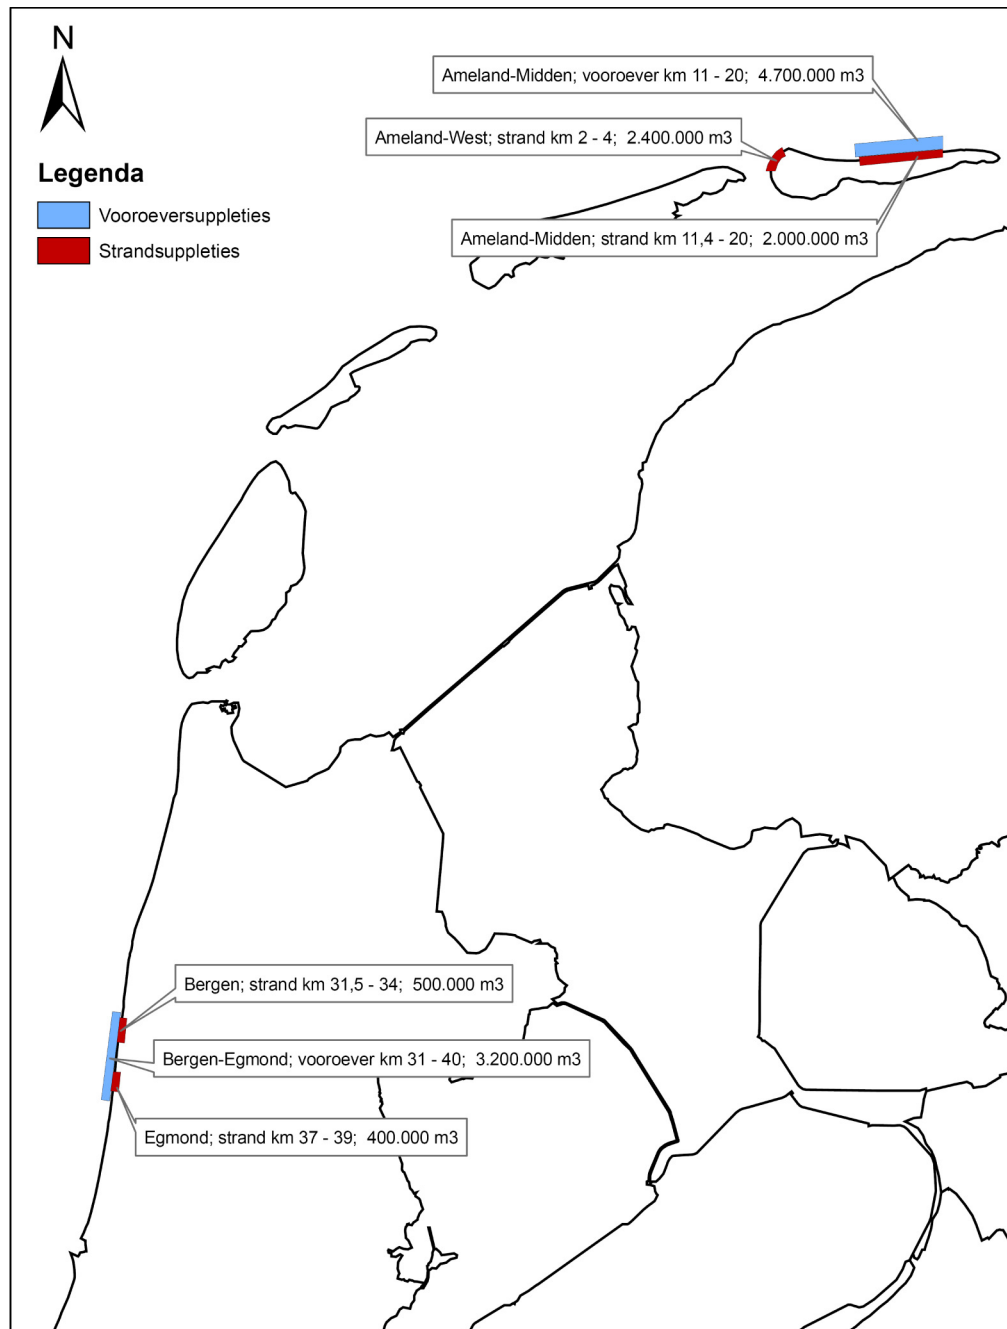 N
Ameland-Midden; vooroever km 11 - 20;  4.700.000 m3
Ameland-West; strand km 2 - 4;  2.400.000 m3
Legenda
Vooroeversuppleties
Strandsuppleties
Ameland-Midden; strand km 11,4 - 20;  2.000.000 m3
Bergen; strand km 31,5 - 34;  500.000 m3
Bergen-Egmond; vooroever km 31 - 40;  3.200.000 m3
Egmond; strand km 37 - 39;  400.000 m3